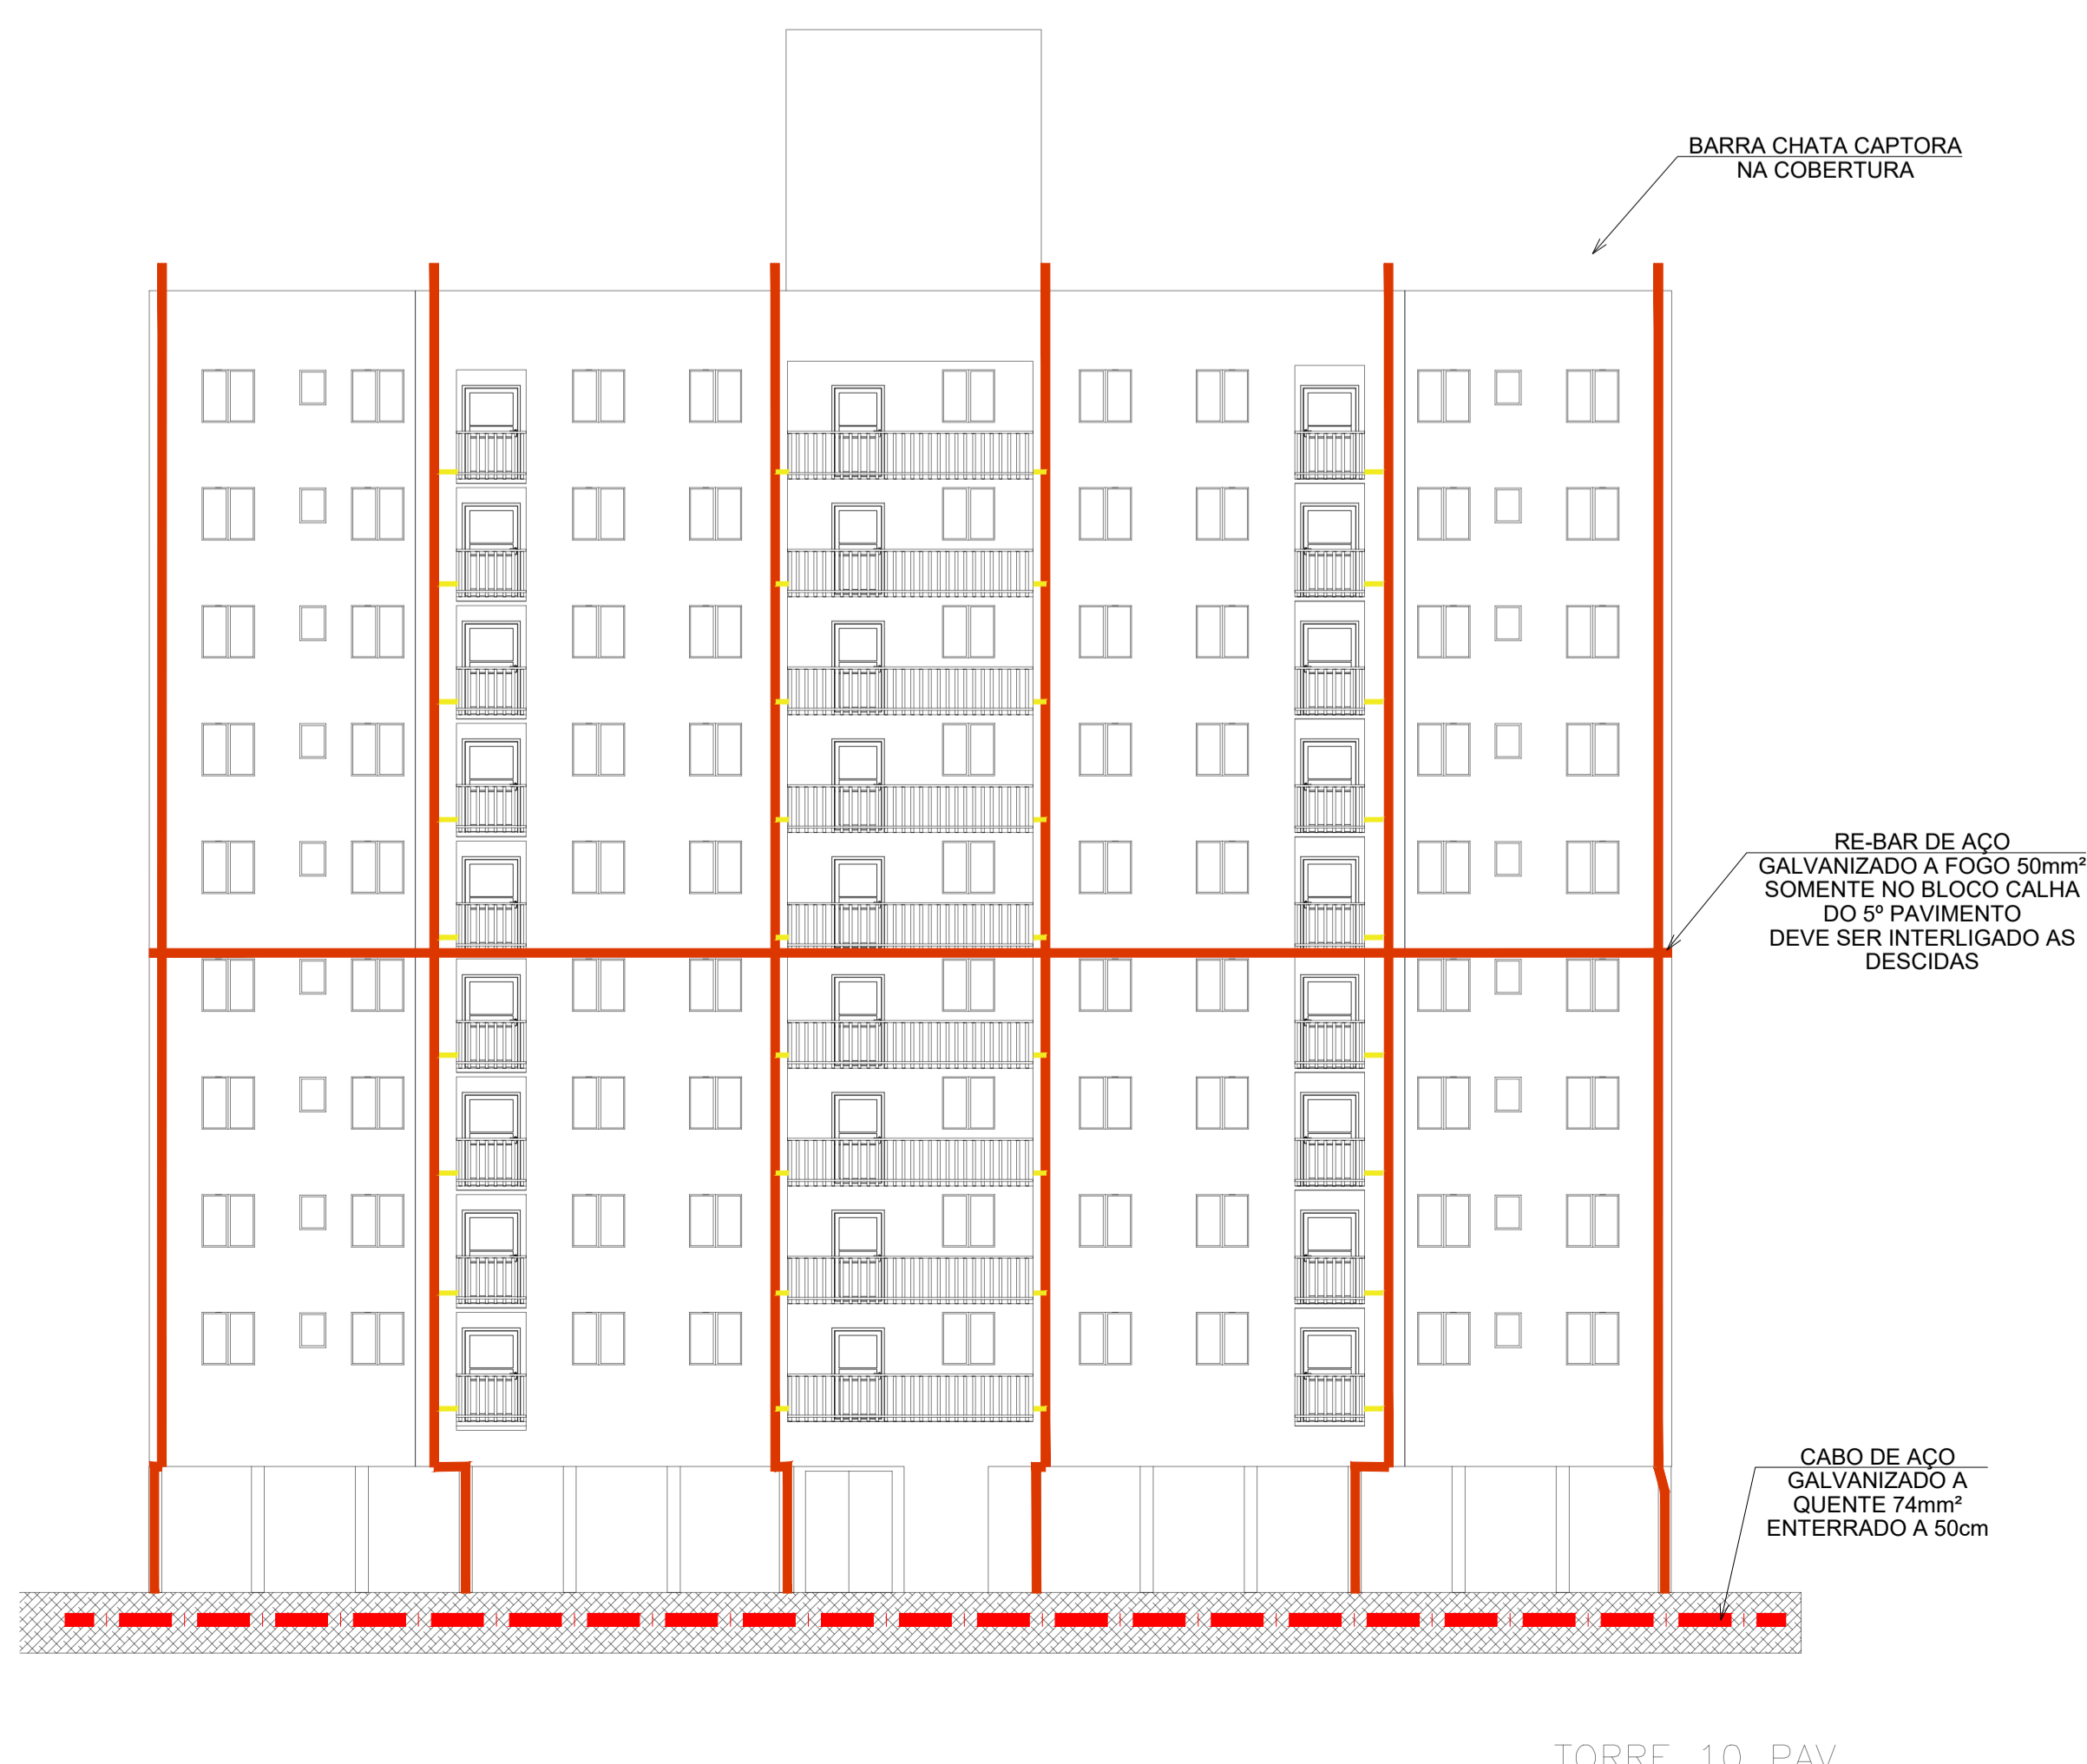 BARRA CHATA CAPTORA
NA COBERTURA
RE-BAR DE AÇO
GALVANIZADO A FOGO 50mm²
SOMENTE NO BLOCO CALHA
DO 5º PAVIMENTO
DEVE SER INTERLIGADO AS
DESCIDAS
CABO DE AÇO
GALVANIZADO A
QUENTE 74mm²
ENTERRADO A 50cm
TORRE 10 PAV